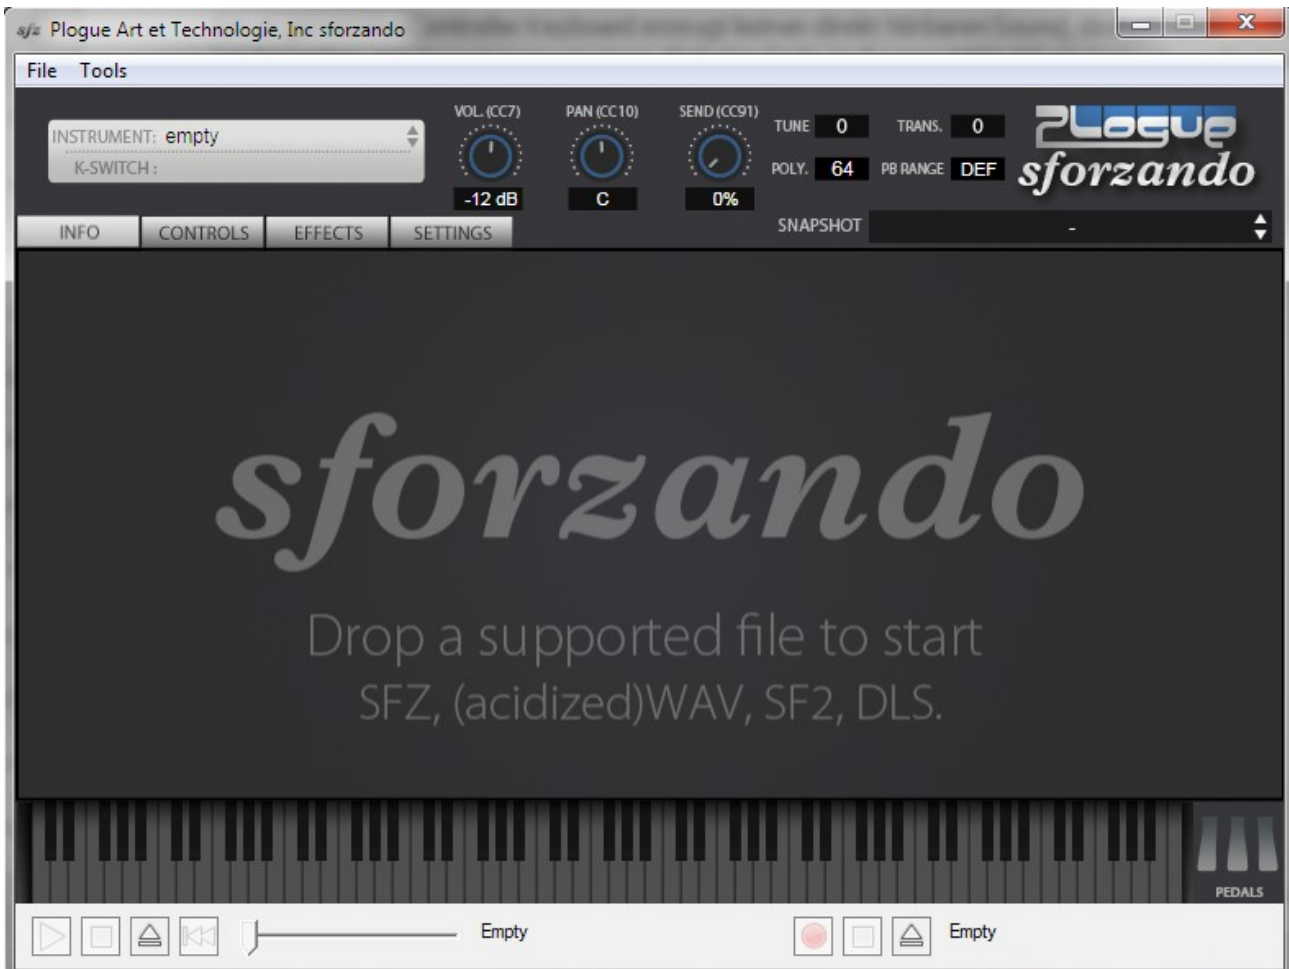 sfz Plogue Art et Technologie, Inc sforzando
File Tools
INSTRUMENT: empty
K-SWITCH :
VOL. (CC7) PAN (CC10) SEND (CC91)
-12 dB C 0%
TUNE 0 TRANS. 0
POLY. 64 PB RANGE DEF
Plogue
sforzando
INFO CONTROLS EFFECTS SETTINGS
SNAPSHOT -
sforzando
Drop a supported file to start
SFZ, (acidized)WAV, SF2, DLS.
PEDALS
Empty Empty